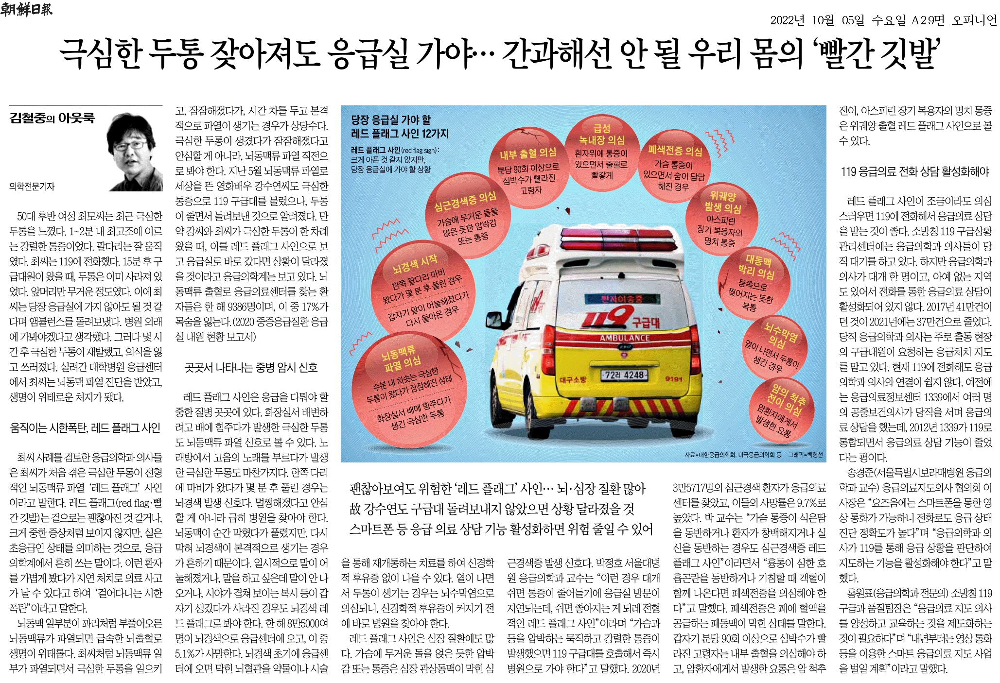 朝鮮日報
2022년 10월 05일 수요일 A29면 오피니언
극심한 두통 잦아져도 응급실 가야… 간과해선 안 될 우리 몸의 ‘빨간 깃발’
김철중의 아웃룩
의학전문기자
50대 후반 여성 최모씨는 최근 극심한
두통을 느꼈다. 1~2분 내 최고조에 이르
는 강렬한 통증이었다. 팔다리는 잘 움직
였다. 최씨는 119에 전화했다. 15분 후 구
급대원이 왔을 때, 두통은 이미 사라져 있
었다. 앞머리만 무거운 정도였다. 이에 최
씨는 당장 응급실에 가지 않아도 될 것 같
다며 앰뷸런스를 돌려보냈다. 병원 외래
에 가봐야겠다고 생각했다. 그러다 몇 시
간 후 극심한 두통이 재발했고, 의식을 잃
고 쓰러졌다. 실려간 대학병원 응급센터
에서 최씨는 뇌동맥 파열 진단을 받았고,
생명이 위태로운 처지가 됐다.
움직이는 시한폭탄, 레드 플래그 사인
최씨 사례를 검토한 응급의학과 의사들
은 최씨가 처음 겪은 극심한 두통이 전형
적인 뇌동맥류 파열 ‘레드 플래그’ 사인
이라고 말한다. 레드 플래그(red flag·빨
간 깃발)는 겉으로는 괜찮아진 것 같거나,
크게 중한 증상처럼 보이지 않지만, 실은
초응급인 상태를 의미하는 것으로, 응급
의학계에서 흔히 쓰는 말이다. 이런 환자
를 가볍게 봤다가 지연 처치로 의료 사고
가 날 수 있다고 하여 ‘걸어다니는 시한
폭탄”이라고 말한다.
뇌동맥 일부분이 꽈리처럼 부풀어오른
뇌동맥류가 파열되면 급속한 뇌출혈로
생명이 위태롭다. 최씨처럼 뇌동맥류 일
부가 파열되면서 극심한 두통을 일으키
고, 잠잠해졌다가, 시간 차를 두고 본격
적으로 파열이 생기는 경우가 상당수다.
극심한 두통이 생겼다가 잠잠해졌다고
안심할 게 아니라, 뇌동맥류 파열 직전으
로 봐야 한다. 지난 5월 뇌동맥류 파열로
세상을 뜬 영화배우 강수연씨도 극심한
통증으로 119 구급대를 불렀으나, 두통
이 줄면서 돌려보낸 것으로 알려졌다. 만
약 강씨와 최씨가 극심한 두통이 한 차례
왔을 때, 이를 레드 플래그 사인으로 보
고 응급실로 바로 갔다면 상황이 달라졌
을 것이라고 응급의학계는 보고 있다. 뇌
동맥류 출혈로 응급의료센터를 찾는 환
자들은 한 해 9386명이며, 이 중 17%가
목숨을 잃는다.(2020 중증응급질환 응급
실 내원 현황 보고서)
곳곳서 나타나는 중병 암시 신호
레드 플래그 사인은 응급을 다퉈야 할
중한 질병 곳곳에 있다. 화장실서 배변하
려고 배에 힘주다가 발생한 극심한 두통
도 뇌동맥류 파열 신호로 볼 수 있다. 노
래방에서 고음의 노래를 부르다가 발생
한 극심한 두통도 마찬가지다. 한쪽 다리
에 마비가 왔다가 몇 분 후 풀린 경우는
뇌경색 발생 신호다. 멀쩡해졌다고 안심
할 게 아니라 급히 병원을 찾아야 한다.
뇌동맥이 순간 막혔다가 풀렸지만, 다시
막혀 뇌경색이 본격적으로 생기는 경우
가 흔하기 때문이다. 일시적으로 말이 어
눌해졌거나, 말을 하고 싶은데 말이 안 나
오거나, 시야가 겹쳐 보이는 복시 등이 갑
자기 생겼다가 사라진 경우도 뇌경색 레
드 플래그로 봐야 한다. 한 해 8만5000여
명이 뇌경색으로 응급센터에 오고, 이 중
5.1%가 사망한다. 뇌경색 초기에 응급센
터에 오면 막힌 뇌혈관을 약물이나 시술
당장 응급실 가야 할
레드 플래그 사인 12가지
레드 플래그 사인(red flag sign):
크게 아픈 것 같지 않지만,
당장 응급실에 가야 할 상황
뇌동맥류
파열 의심
수분 내 치솟는 극심한
두통이 왔다가 잠잠해진 상태
화장실서 배에 힘주다가
생긴 극심한 두통
뇌경색 시작
한쪽 팔다리 마비
왔다가 몇 분 후 풀린 경우
갑자기 말이 어눌해졌다가
다시 돌아온 경우
심근경색증 의심
가슴에 무거운 돌을
얹은 듯한 압박감
또는 통증
내부 출혈 의심
분당 90회 이상으로
심박수가 빨라진
고령자
급성
녹내장 의심
흰자위에 통증이
있으면서 출혈로
빨갛게
폐색전증 의심
가슴 통증이
있으면서 숨이 답답
해진 경우
위궤양
발생 의심
아스피린
장기 복용자의
명치 통증
대동맥
박리 의심
등쪽으로
찢어지는 듯한
복통
뇌수막염
의심
열이 나면서 두통이
생긴 경우
암의 척추
전이 의심
암환자에게서
발생한 요통
환자이송중
119 구급대
AMBULANCE
대구소방
72러 4248
9191
자료=대한응급의학회, 미국응급의학회 등 그래픽=백형선
괜찮아보여도 위험한 ‘레드 플래그’ 사인… 뇌·심장 질환 많아
故 강수연도 구급대 돌려보내지 않았으면 상황 달라졌을 것
스마트폰 등 응급 의료 상담 기능 활성화하면 위험 줄일 수 있어
을 통해 재개통하는 치료를 하여 신경학
적 후유증 없이 나을 수 있다. 열이 나면
서 두통이 생기는 경우는 뇌수막염으로
의심되니, 신경학적 후유증이 커지기 전
에 바로 병원을 찾아야 한다.
레드 플래그 사인은 심장 질환에도 많
다. 가슴에 무거운 돌을 얹은 듯한 압박
감 또는 통증은 심장 관상동맥이 막힌 심
근경색증 발생 신호다. 박정호 서울대병
원 응급의학과 교수는 “이런 경우 대개
쉬면 통증이 줄어들기에 응급실 방문이
지연되는데, 쉬면 좋아지는 게 되레 전형
적인 레드 플래그 사인”이라며 “가슴과
등을 압박하는 묵직하고 강렬한 통증이
발생했으면 119 구급대를 호출해서 즉시
병원으로 가야 한다”고 말했다. 2020년
3만5717명의 심근경색 환자가 응급의료
센터를 찾았고, 이들의 사망률은 9.7%로
높았다. 박 교수는 “가슴 통증이 식은땀
을 동반하거나 환자가 창백해지거나 실
신을 동반하는 경우도 심근경색증 레드
플래그 사인”이라면서 “흉통이 심한 호
흡곤란을 동반하거나 기침할 때 객혈이
함께 나온다면 폐색전증을 의심해야 한
다”고 말했다. 폐색전증은 폐에 혈액을
공급하는 폐동맥이 막힌 상태를 말한다.
갑자기 분당 90회 이상으로 심박수가 빨
라진 고령자는 내부 출혈을 의심해야 하
고, 암환자에게서 발생한 요통은 암 척추
전이, 아스피린 장기 복용자의 명치 통증
은 위궤양 출혈 레드 플래그 사인으로 볼
수 있다.
119 응급의료 전화 상담 활성화해야
레드 플래그 사인이 조금이라도 의심
스러우면 119에 전화해서 응급의료 상담
을 받는 것이 좋다. 소방청 119 구급상황
관리센터에는 응급의학과 의사들이 당
직 대기를 하고 있다. 하지만 응급의학과
의사가 대개 한 명이고, 아예 없는 지역
도 있어서 전화를 통한 응급의료 상담이
활성화되어 있지 않다. 2017년 41만건이
던 것이 2021년에는 37만건으로 줄었다.
당직 응급의학과 의사는 주로 출동 현장
의 구급대원이 요청하는 응급처치 지도
를 맡고 있다. 현재 119에 전화해도 응급
의학과 의사와 연결이 쉽지 않다. 예전에
는 응급의료정보센터 1339에서 여러 명
의 공중보건의사가 당직을 서며 응급의
료 상담을 했는데, 2012년 1339가 119로
통합되면서 응급의료 상담 기능이 줄었
다는 평이다.
송경준(서울특별시보라매병원 응급의
학과 교수) 응급의료지도의사 협의회 이
사장은 “요즈음에는 스마트폰을 통한 영
상 통화가 가능하니 전화로도 응급 상태
진단 정확도가 높다”며 “응급의학과 의
사가 119를 통해 응급 상황을 판단하여
지도하는 기능을 활성화해야 한다”고 말
했다.
홍원표(응급의학과 전문의) 소방청 119
구급과 품질팀장은 “응급의료 지도 의사
를 양성하고 교육하는 것을 제도화하는
것이 필요하다”며 “내년부터는 영상 통화
등을 이용한 스마트 응급의료 지도 사업
을 벌일 계획”이라고 말했다.